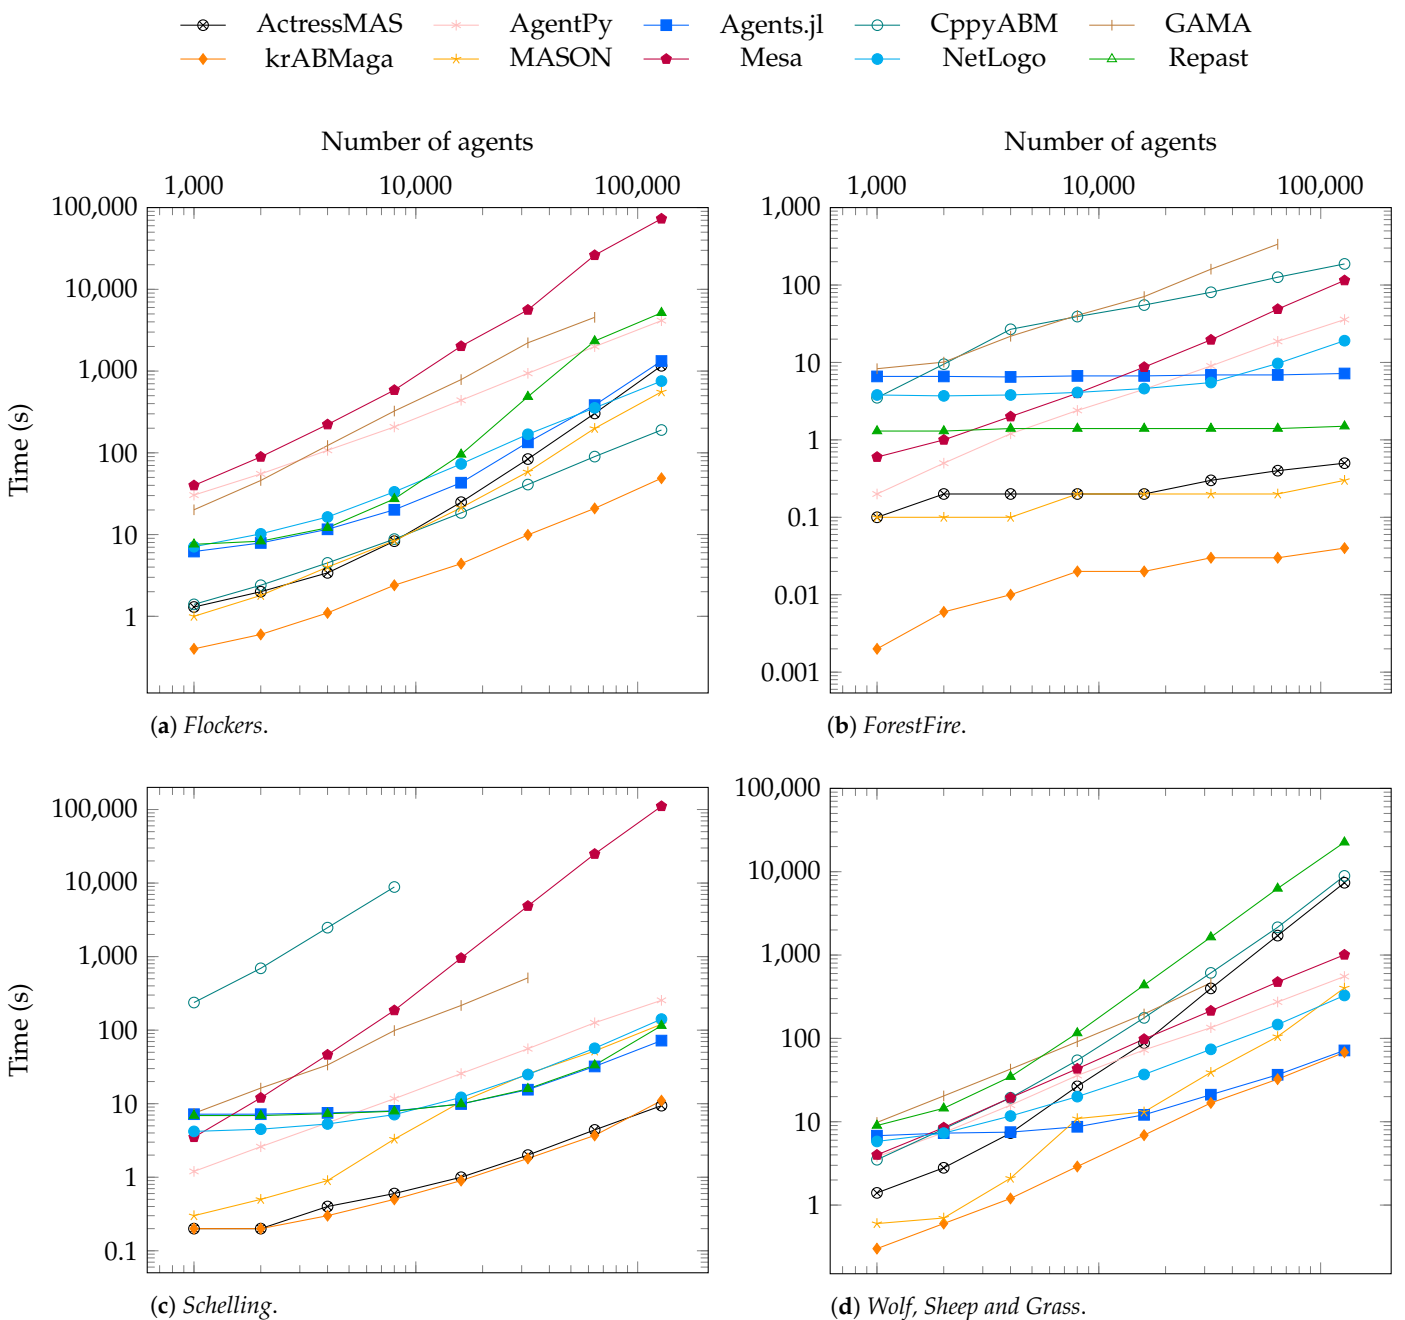 ActressMAS AgentPy Agents.jl CppyABM GAMA
krABMaga MASON Mesa NetLogo Repast
Number of agents
1,000 10,000 100,000
100,000
10,000
1,000
100
10
1
Time (s)
(a) Flockers.
Number of agents
1,000 10,000 100,000
1,000
100
10
1
0.1
0.01
0.001
(b) ForestFire.
100,000
10,000
1,000
100
10
1
0.1
Time (s)
(c) Schelling.
100,000
10,000
1,000
100
10
1
(d) Wolf, Sheep and Grass.